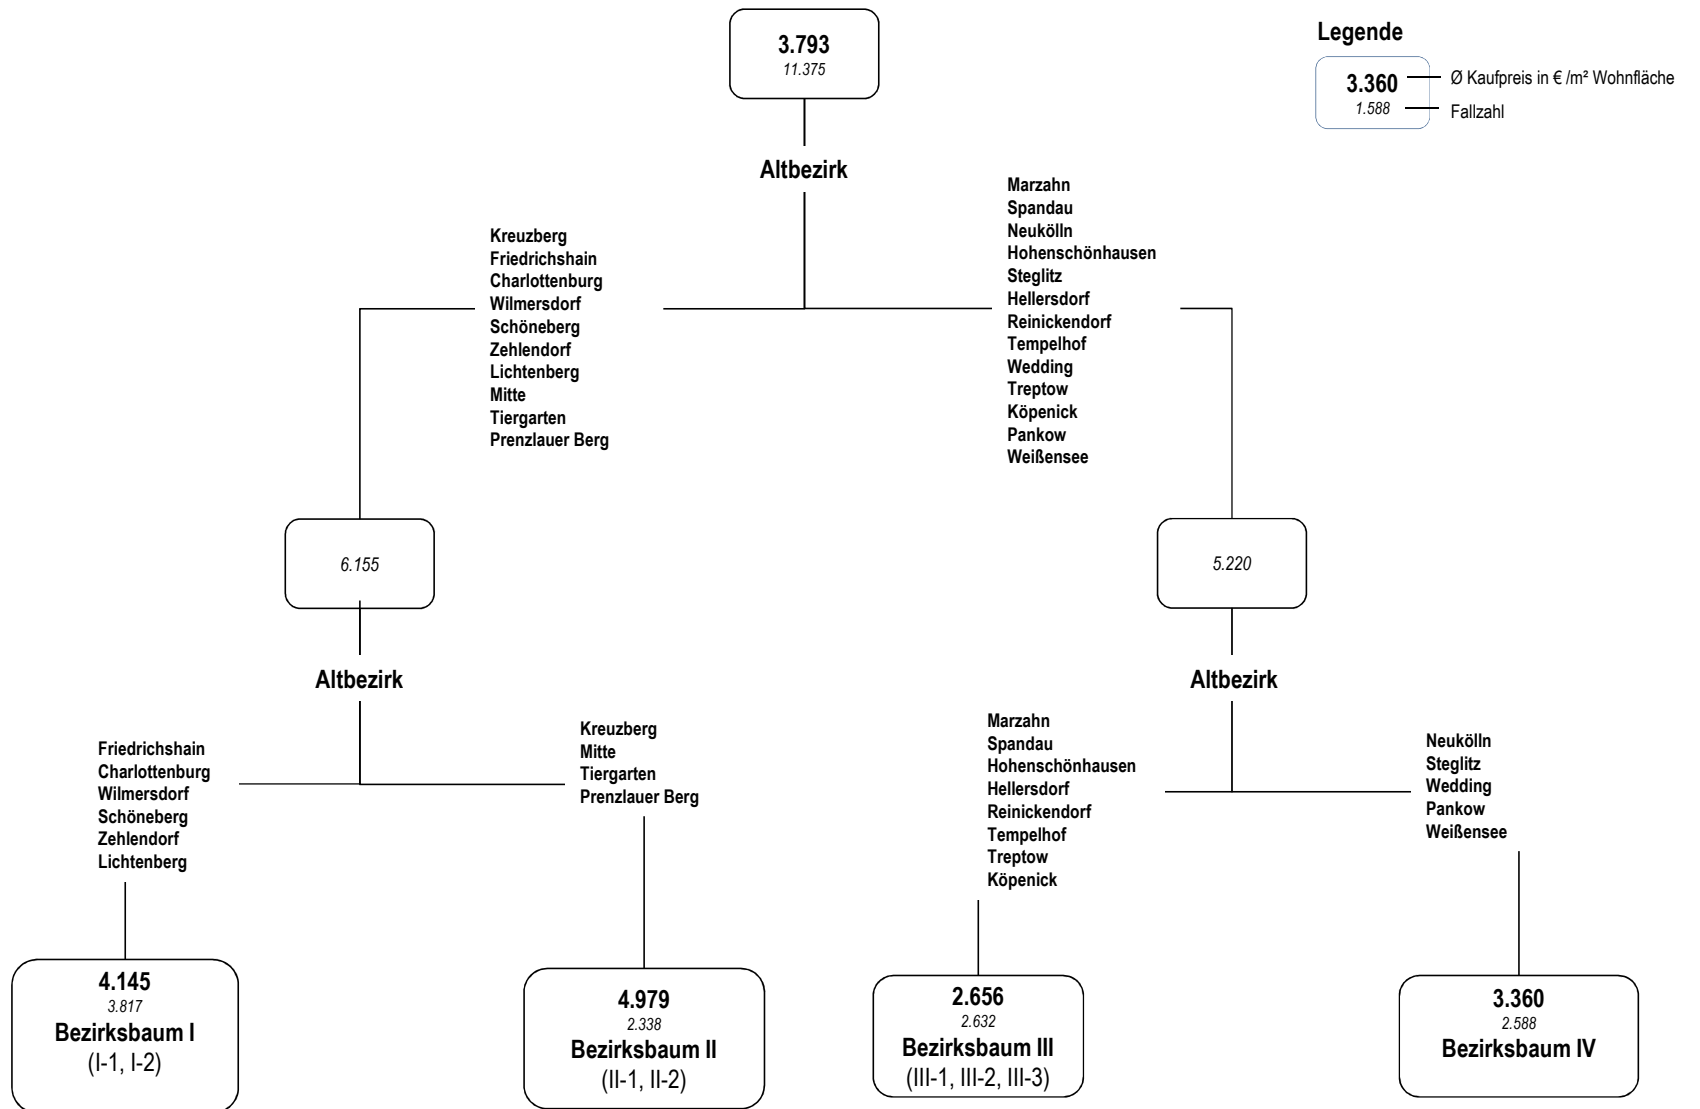 3.793
11.375
Legende
3.360
1.588
Ø Kaufpreis in € /m² Wohnfläche
Fallzahl
Altbezirk
Kreuzberg
Friedrichshain
Charlottenburg
Wilmersdorf
Schöneberg
Zehlendorf
Lichtenberg
Mitte
Tiergarten
Prenzlauer Berg
Marzahn
Spandau
Neukölln
Hohenschönhausen
Steglitz
Hellersdorf
Reinickendorf
Tempelhof
Wedding
Treptow
Köpenick
Pankow
Weißensee
6.155
5.220
Altbezirk
Altbezirk
Friedrichshain
Charlottenburg
Wilmersdorf
Schöneberg
Zehlendorf
Lichtenberg
Kreuzberg
Mitte
Tiergarten
Prenzlauer Berg
Marzahn
Spandau
Hohenschönhausen
Hellersdorf
Reinickendorf
Tempelhof
Treptow
Köpenick
Neukölln
Steglitz
Wedding
Pankow
Weißensee
4.145
3.817
Bezirksbaum I
(I-1, I-2)
4.979
2.338
Bezirksbaum II
(II-1, II-2)
2.656
2.632
Bezirksbaum III
(III-1, III-2, III-3)
3.360
2.588
Bezirksbaum IV